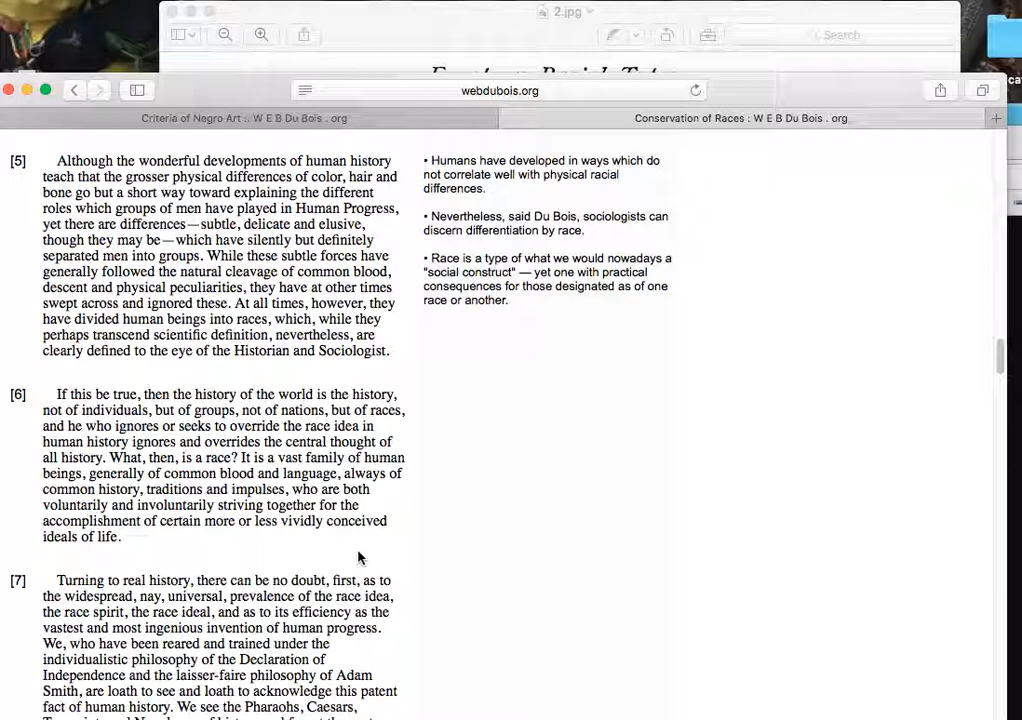 2.jpg
Search
webdubois.org
Criteria of Negro Art :. W E B Du Bois . org
Conservation of Races : W E B Du Bois . org
[5] Although the wonderful developments of human history
teach that the grosser physical differences of color, hair and
bone go but a short way toward explaining the different
roles which groups of men have played in Human Progress,
yet there are differences—subtle, delicate and elusive,
though they may be—which have silently but definitely
separated men into groups. While these subtle forces have
generally followed the natural cleavage of common blood,
descent and physical peculiarities, they have at other times
swept across and ignored these. At all times, however, they
have divided human beings into races, which, while they
perhaps transcend scientific definition, nevertheless, are
clearly defined to the eye of the Historian and Sociologist.
• Humans have developed in ways which do
not correlate well with physical racial
differences.
• Nevertheless, said Du Bois, sociologists can
discern differentiation by race.
• Race is a type of what we would nowadays a
"social construct" — yet one with practical
consequences for those designated as of one
race or another.
[6] If this be true, then the history of the world is the history,
not of individuals, but of groups, not of nations, but of races,
and he who ignores or seeks to override the race idea in
human history ignores and overrides the central thought of
all history. What, then, is a race? It is a vast family of human
beings, generally of common blood and language, always of
common history, traditions and impulses, who are both
voluntarily and involuntarily striving together for the
accomplishment of certain more or less vividly conceived
ideals of life.
[7] Turning to real history, there can be no doubt, first, as to
the widespread, nay, universal, prevalence of the race idea,
the race spirit, the race ideal, and as to its efficiency as the
vastest and most ingenious invention of human progress.
We, who have been reared and trained under the
individualistic philosophy of the Declaration of
Independence and the laisser-faire philosophy of Adam
Smith, are loath to see and loath to acknowledge this patent
fact of human history. We see the Pharaohs, Caesars,